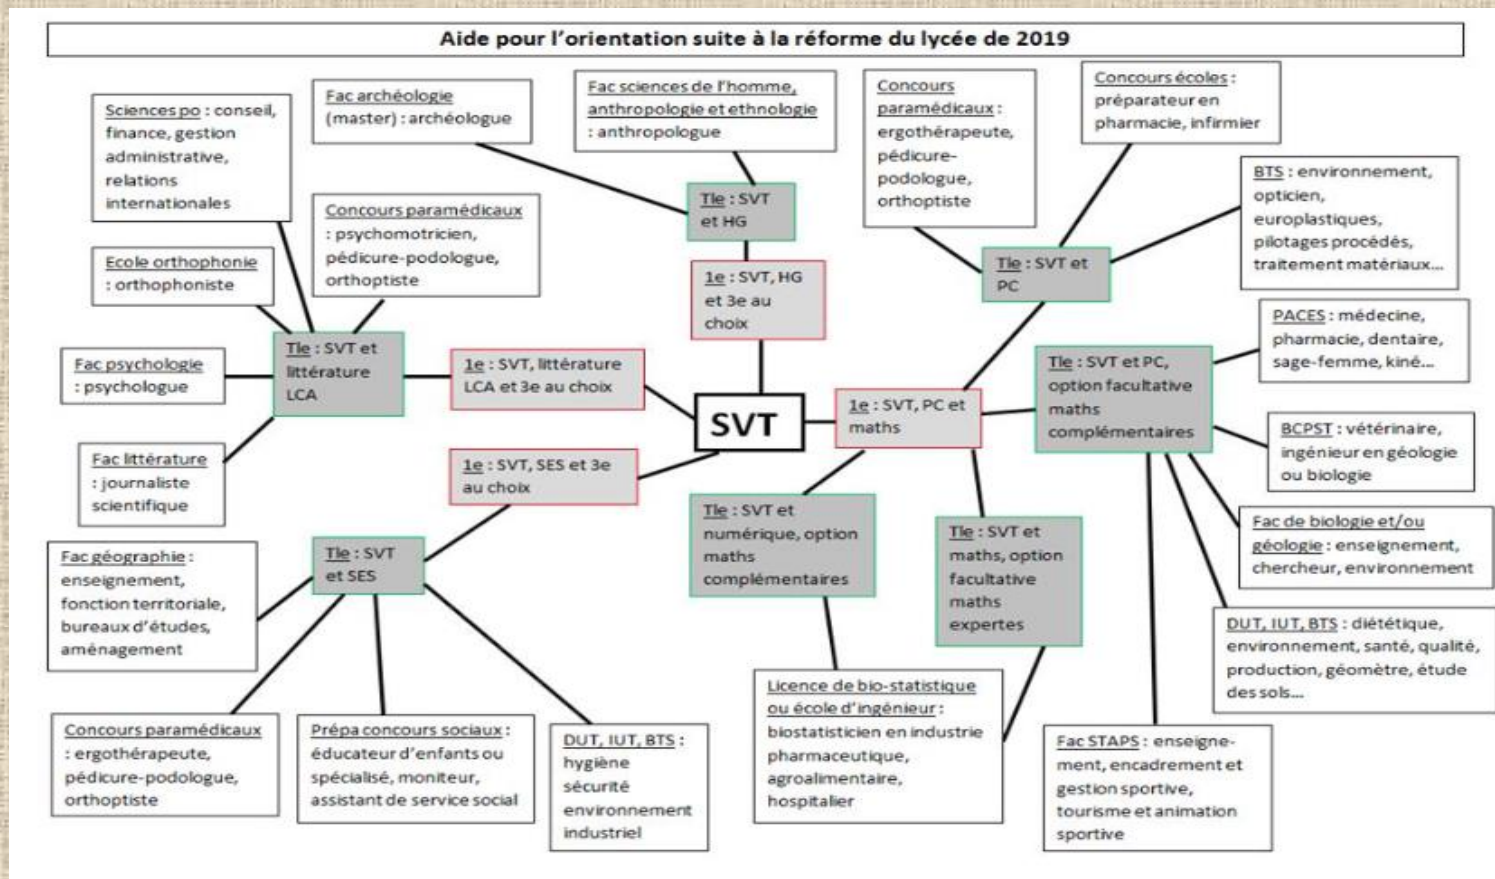 Aide pour l'orientation suite à la réforme du lycée de 2019
Sciences po : conseil,
finance, gestion
administrative,
relations
internationales
Fac archéologie
(master) : archéologue
Fac sciences de l'homme,
anthropologie et ethnologie
: anthropologue
Concours
paramédicaux :
ergothérapeute,
pédicure-
podologue,
orthoptiste
Concours écoles :
préparateur en
pharmacie, infirmier
BTS : environnement,
opticien,
europlastiques,
pilotages procédés,
traitement matériaux...
Ecole orthophonie
: orthophoniste
Concours paramédicaux
: psychomotricien,
pédicure-podologue,
orthoptiste
Tle : SVT
et HG
1e : SVT, HG
et 3e au
choix
Tle : SVT et
PC
PACES : médecine,
pharmacie, dentaire,
sage-femme, kiné...
Fac psychologie
: psychologue
Tle : SVT et
littérature
LCA
1e : SVT, littérature
LCA et 3e au choix
SVT
1e : SVT, PC et
maths
Tle : SVT et PC,
option facultative
maths
complémentaires
BCPST : vétérinaire,
ingénieur en géologie
ou biologie
Fac littérature
: journaliste
scientifique
1e : SVT, SES et 3e
au choix
Tle : SVT et
numérique, option
maths
complémentaires
Tle : SVT et
maths, option
facultative
maths
expertes
Fac de biologie et/ou
géologie : enseignement,
chercheur, environnement
Fac géographie :
enseignement,
fonction territoriale,
bureaux d'études,
aménagement
Tle : SVT
et SES
DUT, IUT, BTS : diététique,
environnement, santé, qualité,
production, géomètre, étude
des sols...
Concours paramédicaux
: ergothérapeute,
pédicure-podologue,
orthoptiste
Prépa concours sociaux :
éducateur d'enfants ou
spécialisé, moniteur,
assistant de service social
DUT, IUT, BTS :
hygiène
sécurité
environnement
industriel
Licence de bio-statistique
ou école d'ingénieur :
biostatisticien en industrie
pharmaceutique,
agroalimentaire,
hospitalier
Fac STAPS : enseigne-
ment, encadrement et
gestion sportive,
tourisme et animation
sportive